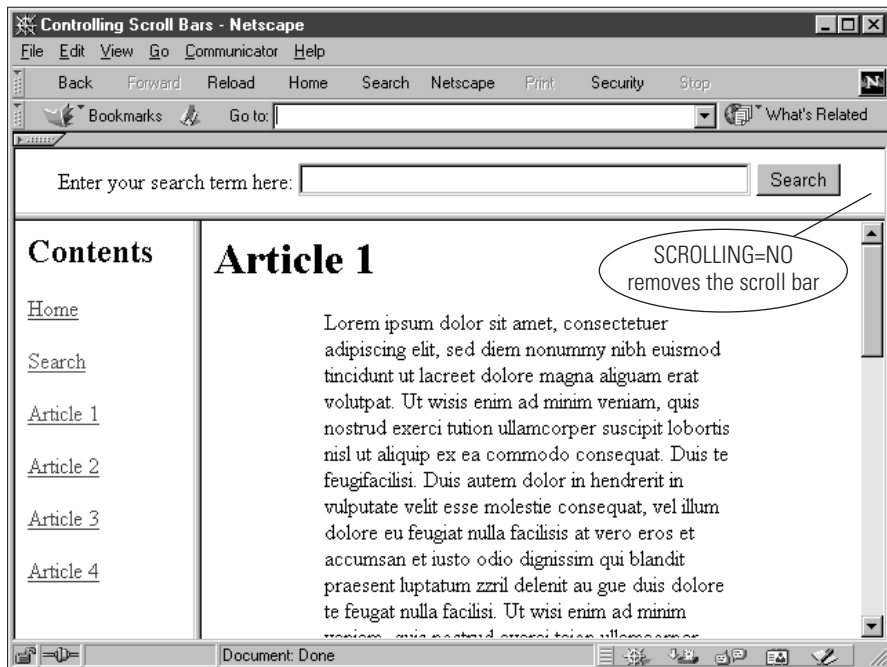 Controlling Scroll Bars - Netscape
File Edit View Go Communicator Help
Back Forward Reload Home Search Netscape Print Security Stop N
Bookmarks Go to: What's Related
Enter your search term here: Search
Contents
Home
Search
Article 1
Article 2
Article 3
Article 4
Article 1
SCROLLING=NO
removes the scroll bar
Lorem ipsum dolor sit amet, consectetuer
adipiscing elit, sed diem nonummy nibh euismod
tincidunt ut lacreet dolore magna aliguam erat
volutpat. Ut wisis enim ad minim veniam, quis
nostrud exerci tution ullamcorper suscipit lobortis
nisl ut aliquip ex ea commodo consequat. Duis te
feugifacilisi. Duis autem dolor in hendrerit in
vulputate velit esse molestie consequat, vel illum
dolore eu feugiat nulla facilisis at vero eros et
accumsan et iusto odio dignissim qui blandit
praesent luptatum zzril delenit au gue duis dolore
te feugat nulla facilisi. Ut wisi enim ad minim
Document: Done